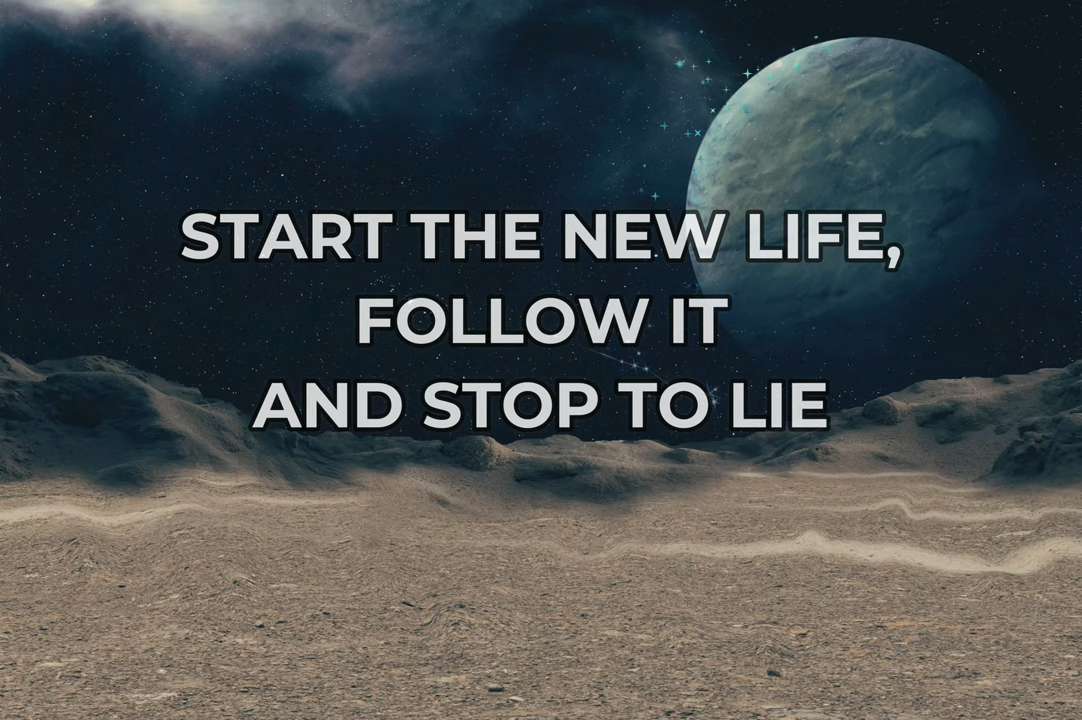 START THE NEW LIFE,
FOLLOW IT
AND STOP TO LIE